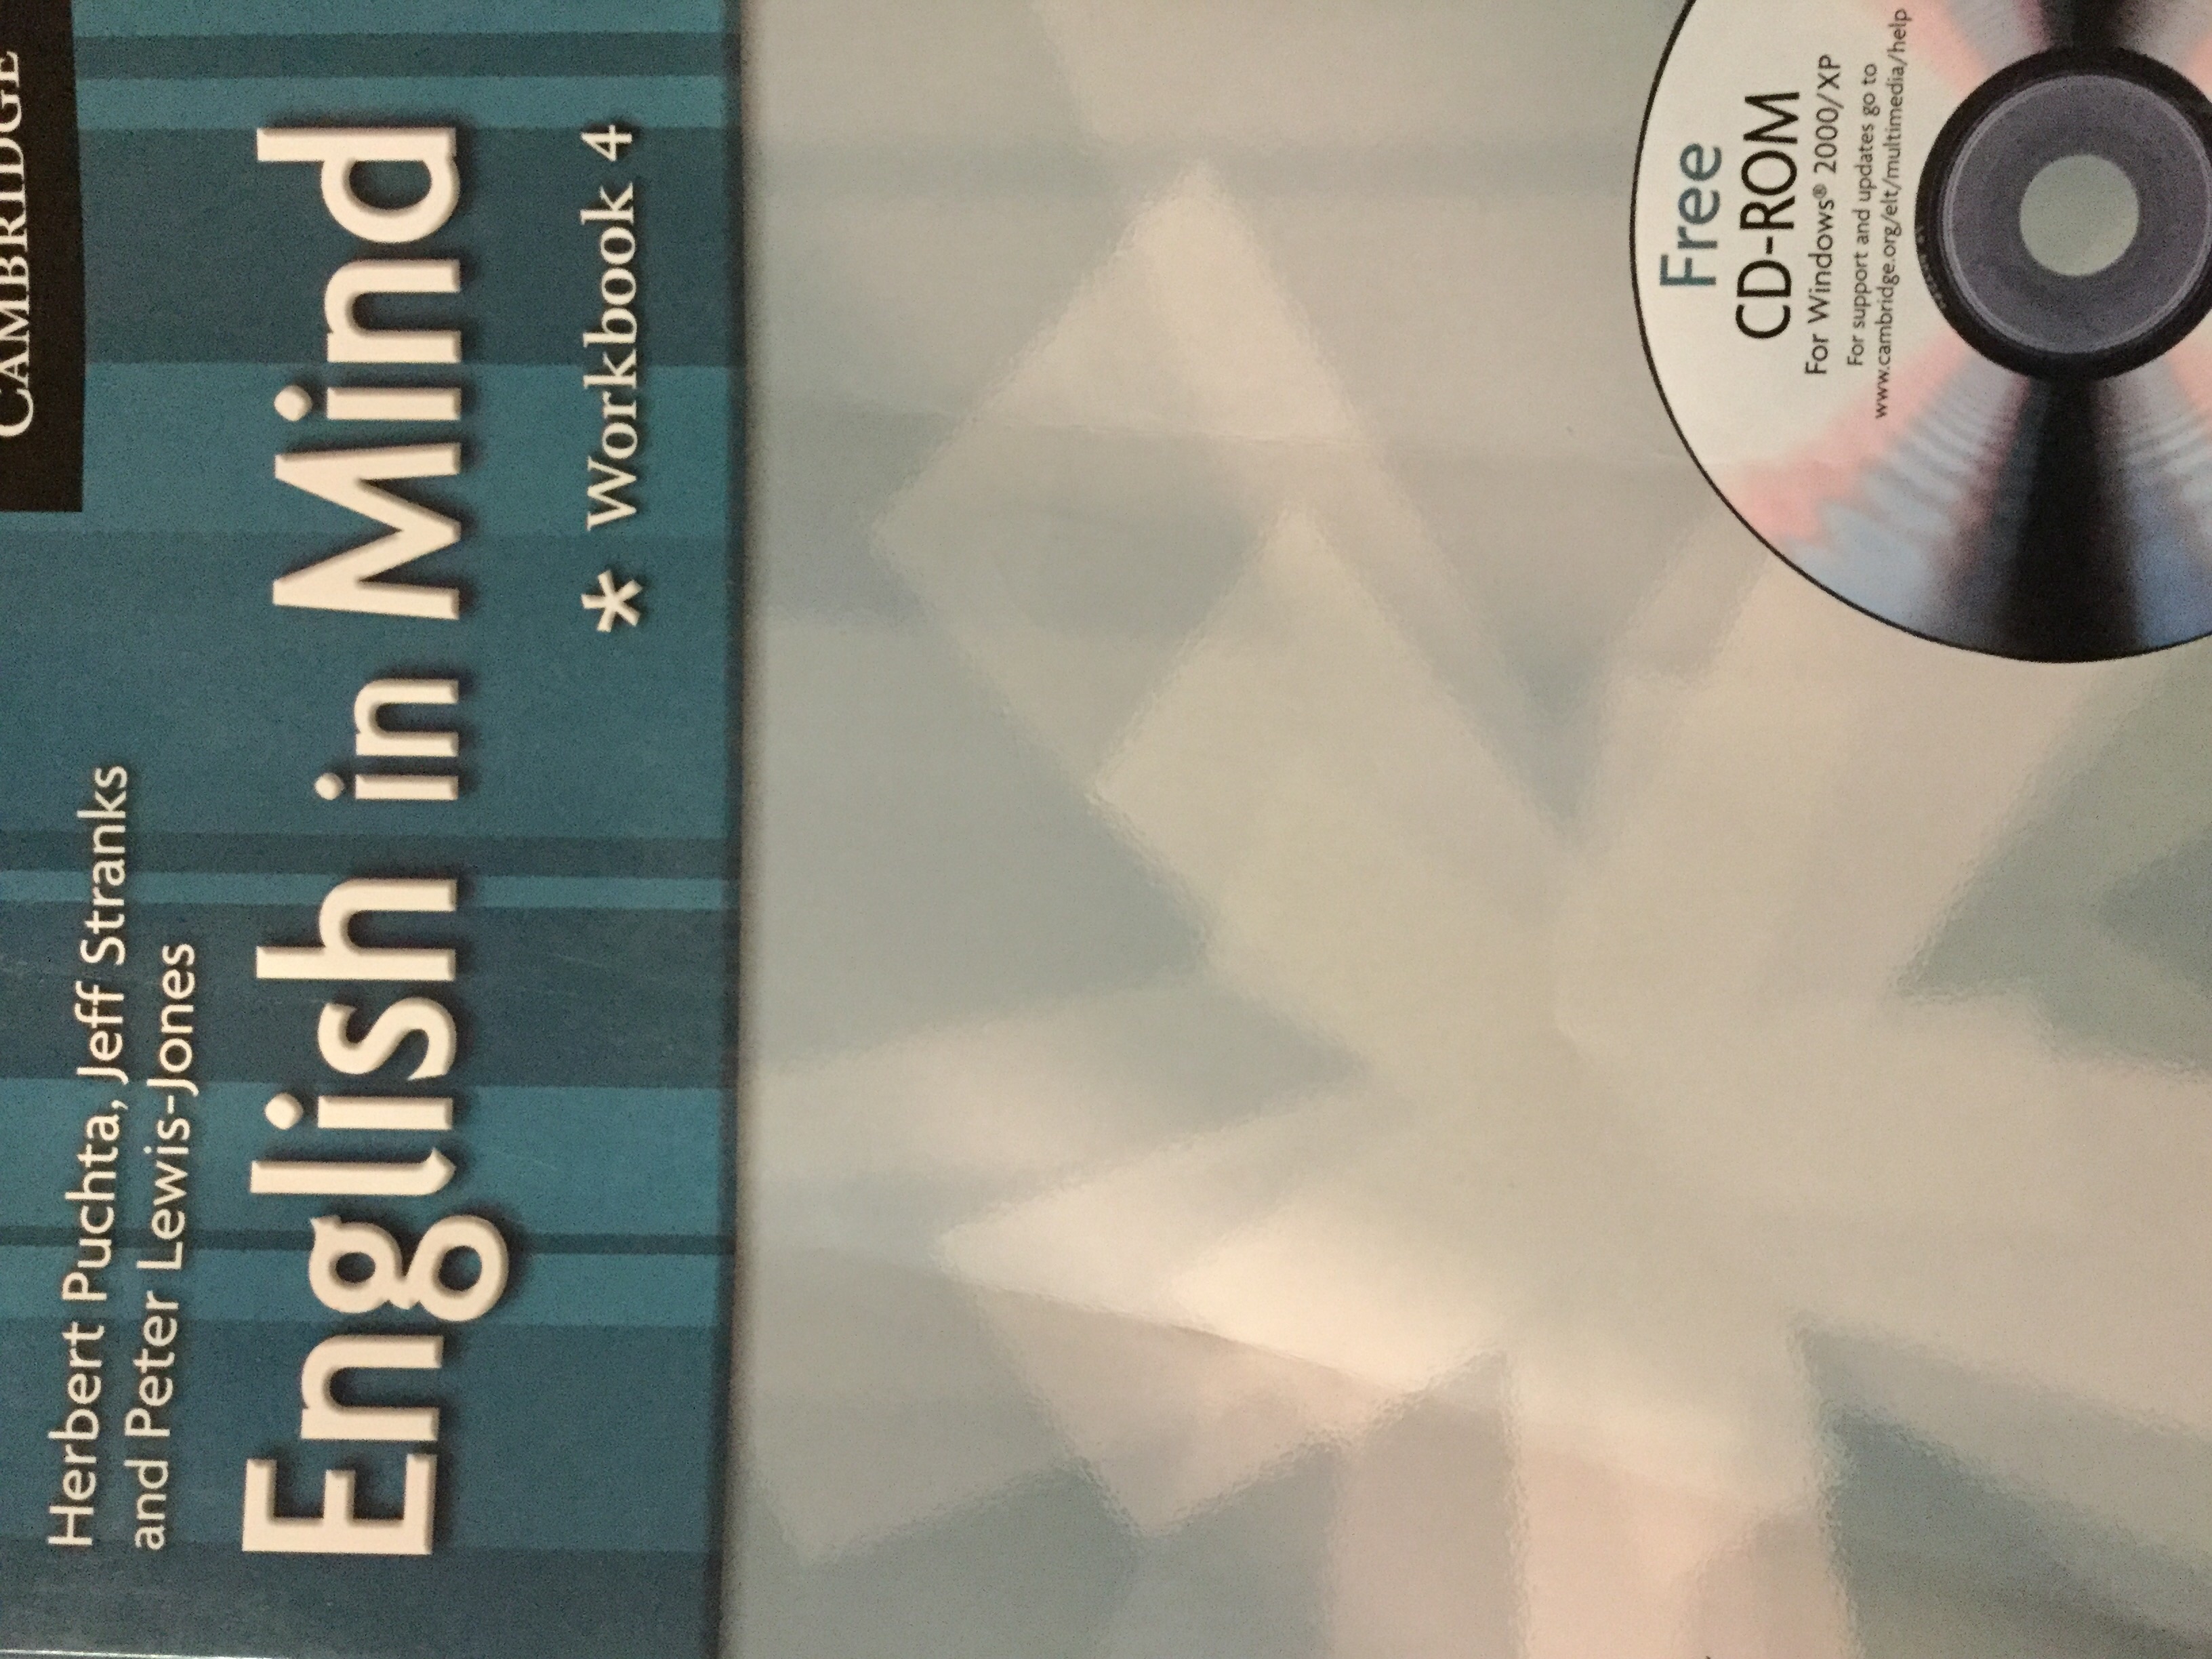 CAMBRIDGE
Herbert Puchta, Jeff Stranks
and Peter Lewis-Jones
English in Mind
* Workbook 4
Free
CD-ROM
For Windows® 2000/XP
For support and updates go to
www.cambridge.org/elt/multimedia/help